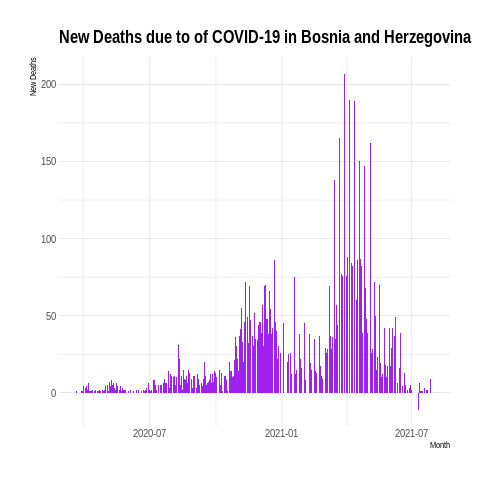 New Deaths due to of COVID-19 in Bosnia and Herzegovina
New Deaths
200
150
100
50
0
2020-07 2021-01 2021-07
Month